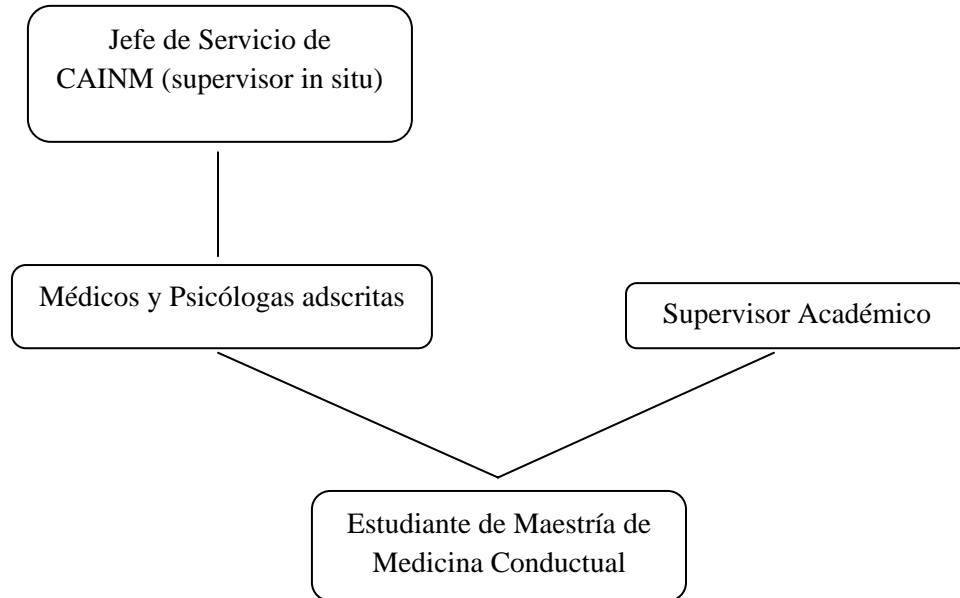 Jefe de Servicio de
CAINM (supervisor in situ)
Médicos y Psicólogas adscritas
Supervisor Académico
Estudiante de Maestría de
Medicina Conductual